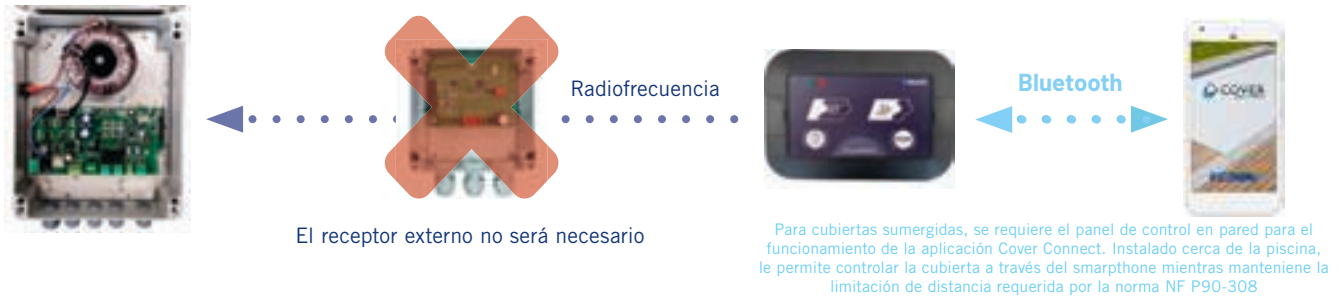 Radiofrecuencia
Bluetooth
COVER
El receptor externo no será necesario
Para cubiertas sumergidas, se requiere el panel de control en pared para el
funcionamiento de la aplicación Cover Connect. Instalado cerca de la piscina,
le permite controlar la cubierta a través del smarpthone mientras manteniene la
limitación de distancia requerida por la norma NF P90-308